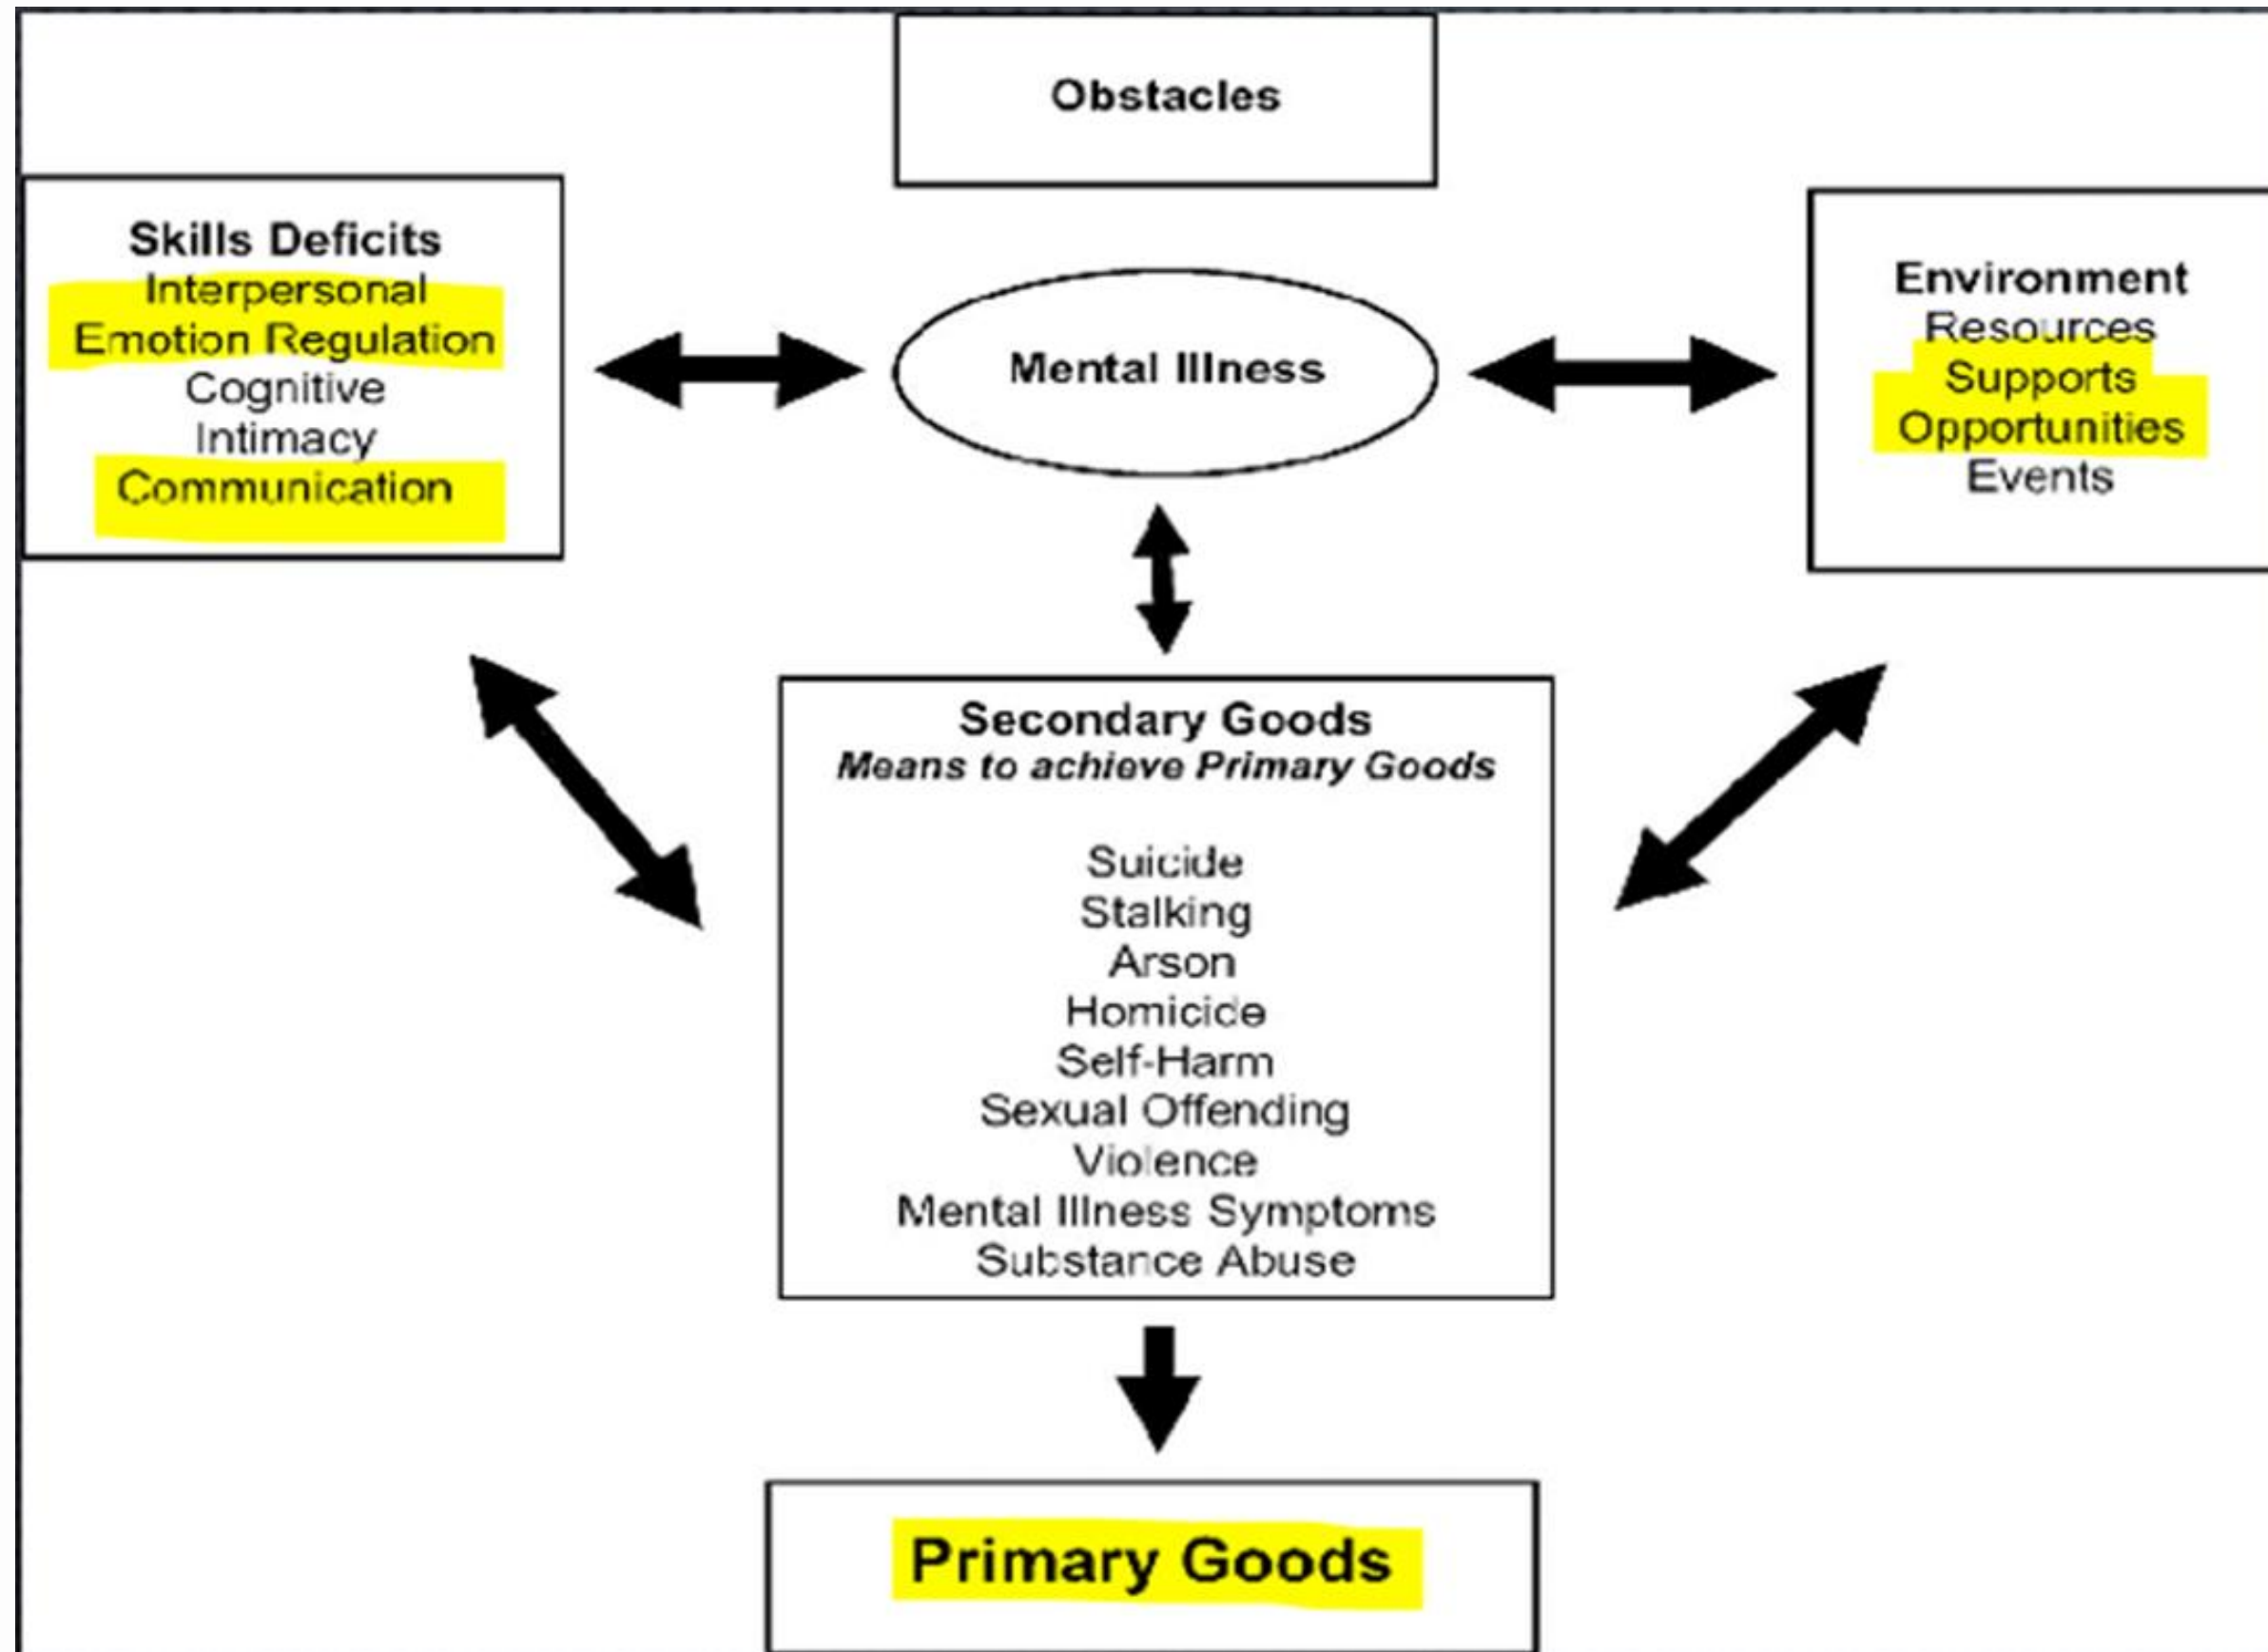 Obstacles
Skills Deficits
Interpersonal
Emotion Regulation
Cognitive
Intimacy
Communication
Mental Illness
Environment
Resources
Supports
Opportunities
Events
Secondary Goods
Means to achieve Primary Goods
Suicide
Stalking
Arson
Homicide
Self-Harm
Sexual Offending
Violence
Mental Illness Symptoms
Substance Abuse
Primary Goods